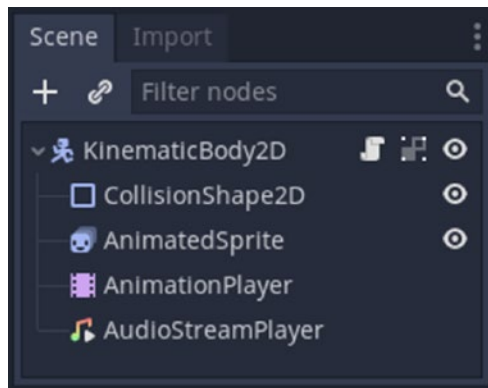 Scene Import
Filter nodes
KinematicBody2D
CollisionShape2D
AnimatedSprite
AnimationPlayer
AudioStreamPlayer